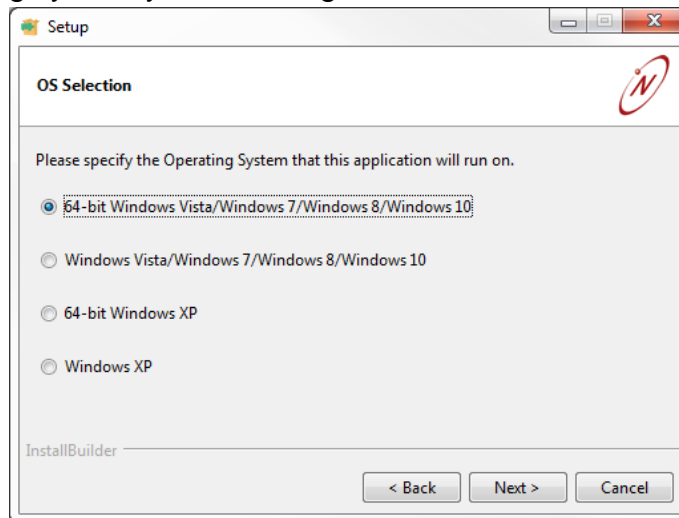 Setup
OS Selection
N
Please specify the Operating System that this application will run on.
64-bit Windows Vista/Windows 7/Windows 8/Windows 10
Windows Vista/Windows 7/Windows 8/Windows 10
64-bit Windows XP
Windows XP
InstallBuilder
< Back Next > Cancel